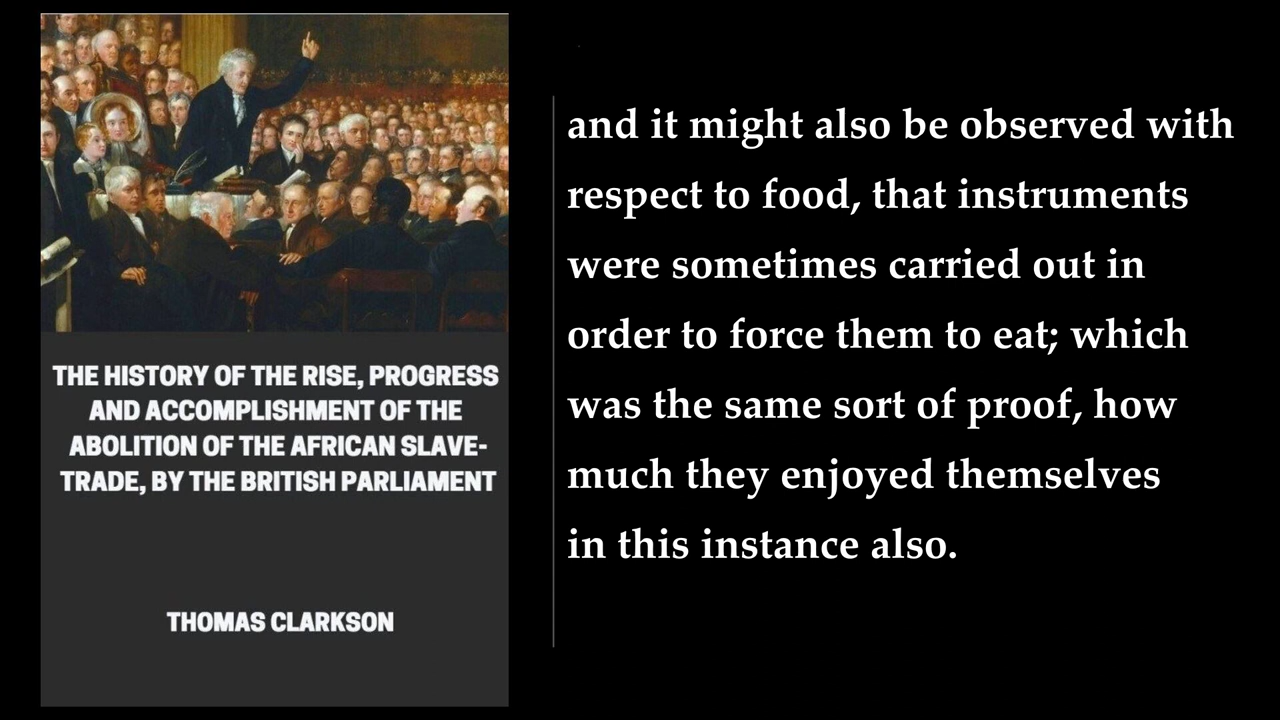 THE HISTORY OF THE RISE, PROGRESS
AND ACCOMPLISHMENT OF THE
ABOLITION OF THE AFRICAN SLAVE-
TRADE, BY THE BRITISH PARLIAMENT
THOMAS CLARKSON
and it might also be observed with
respect to food, that instruments
were sometimes carried out in
order to force them to eat; which
was the same sort of proof, how
much they enjoyed themselves
in this instance also.